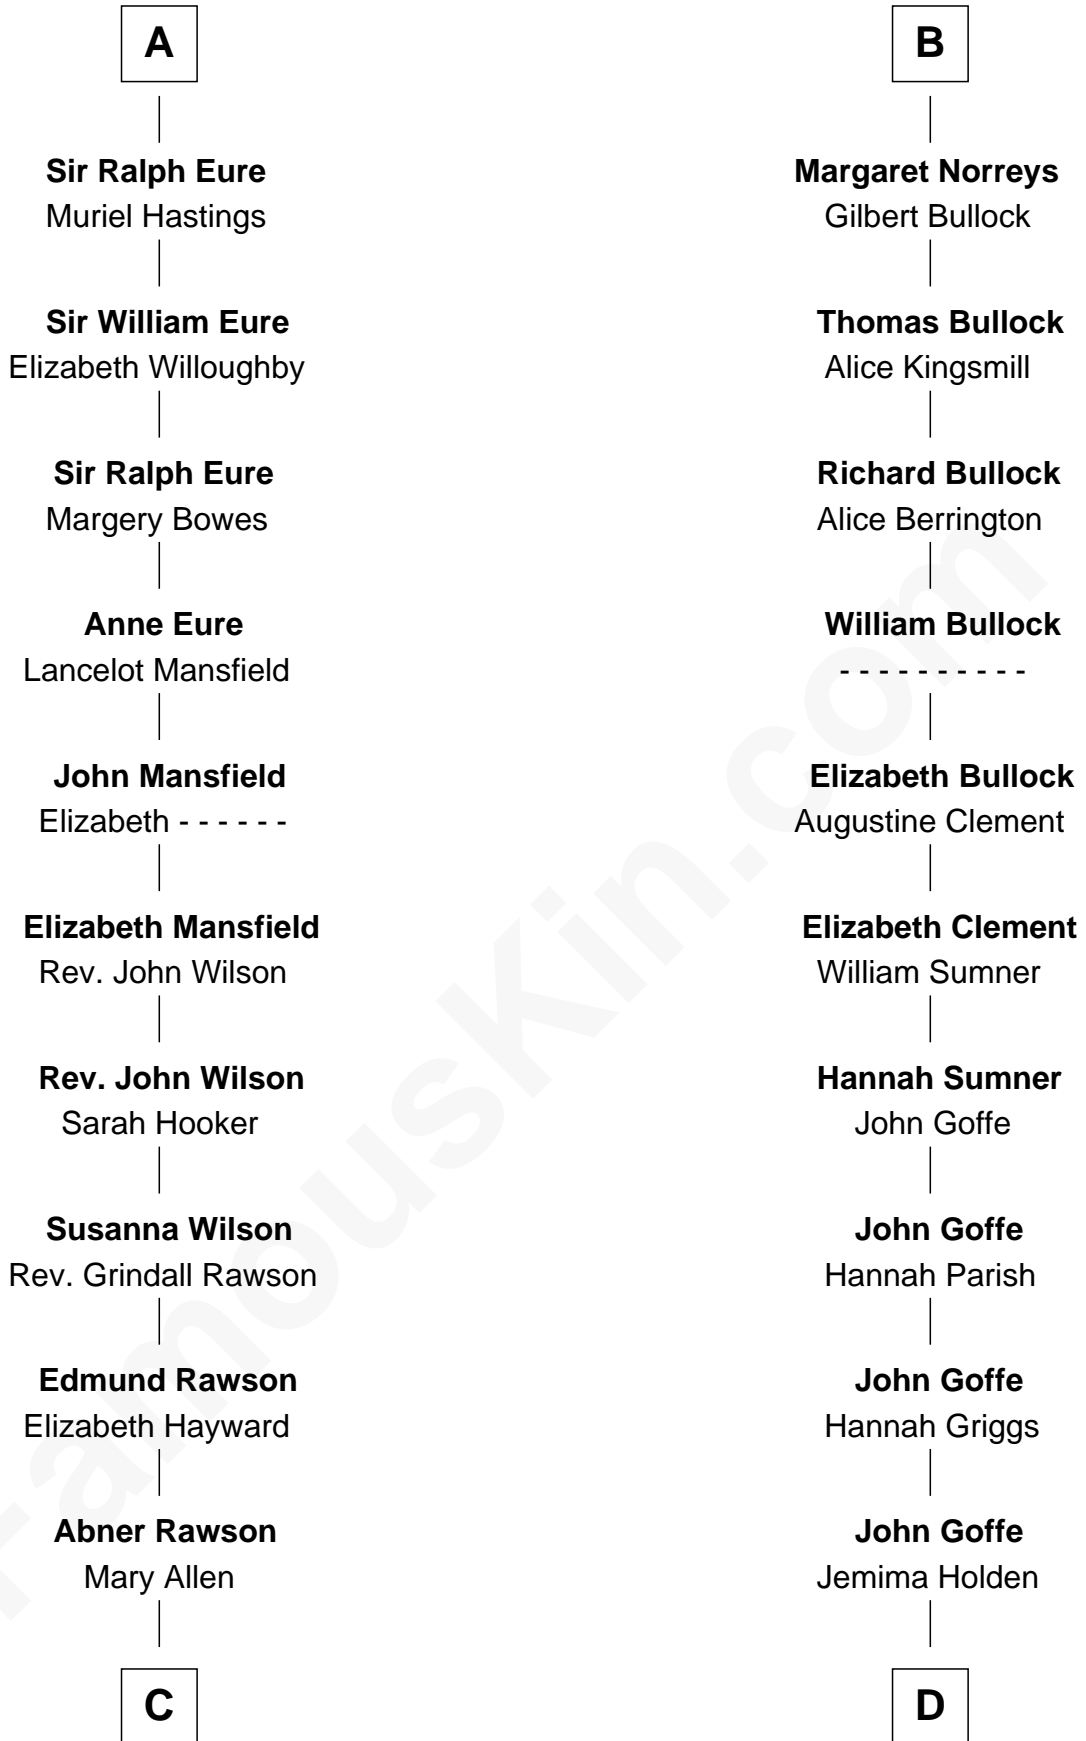 A
Sir Ralph Eure
Muriel Hastings
Sir William Eure
Elizabeth Willoughby
Sir Ralph Eure
Margery Bowes
Anne Eure
Lancelot Mansfield
John Mansfield
Elizabeth - - - - - -
Elizabeth Mansfield
Rev. John Wilson
Rev. John Wilson
Sarah Hooker
Susanna Wilson
Rev. Grindall Rawson
Edmund Rawson
Elizabeth Hayward
Abner Rawson
Mary Allen
C
B
Margaret Norreys
Gilbert Bullock
Thomas Bullock
Alice Kingsmill
Richard Bullock
Alice Berrington
William Bullock
- - - - - - - - - -
Elizabeth Bullock
Augustine Clement
Elizabeth Clement
William Sumner
Hannah Sumner
John Goffe
John Goffe
Hannah Parish
John Goffe
Hannah Griggs
John Goffe
Jemima Holden
D
FamousKin.com